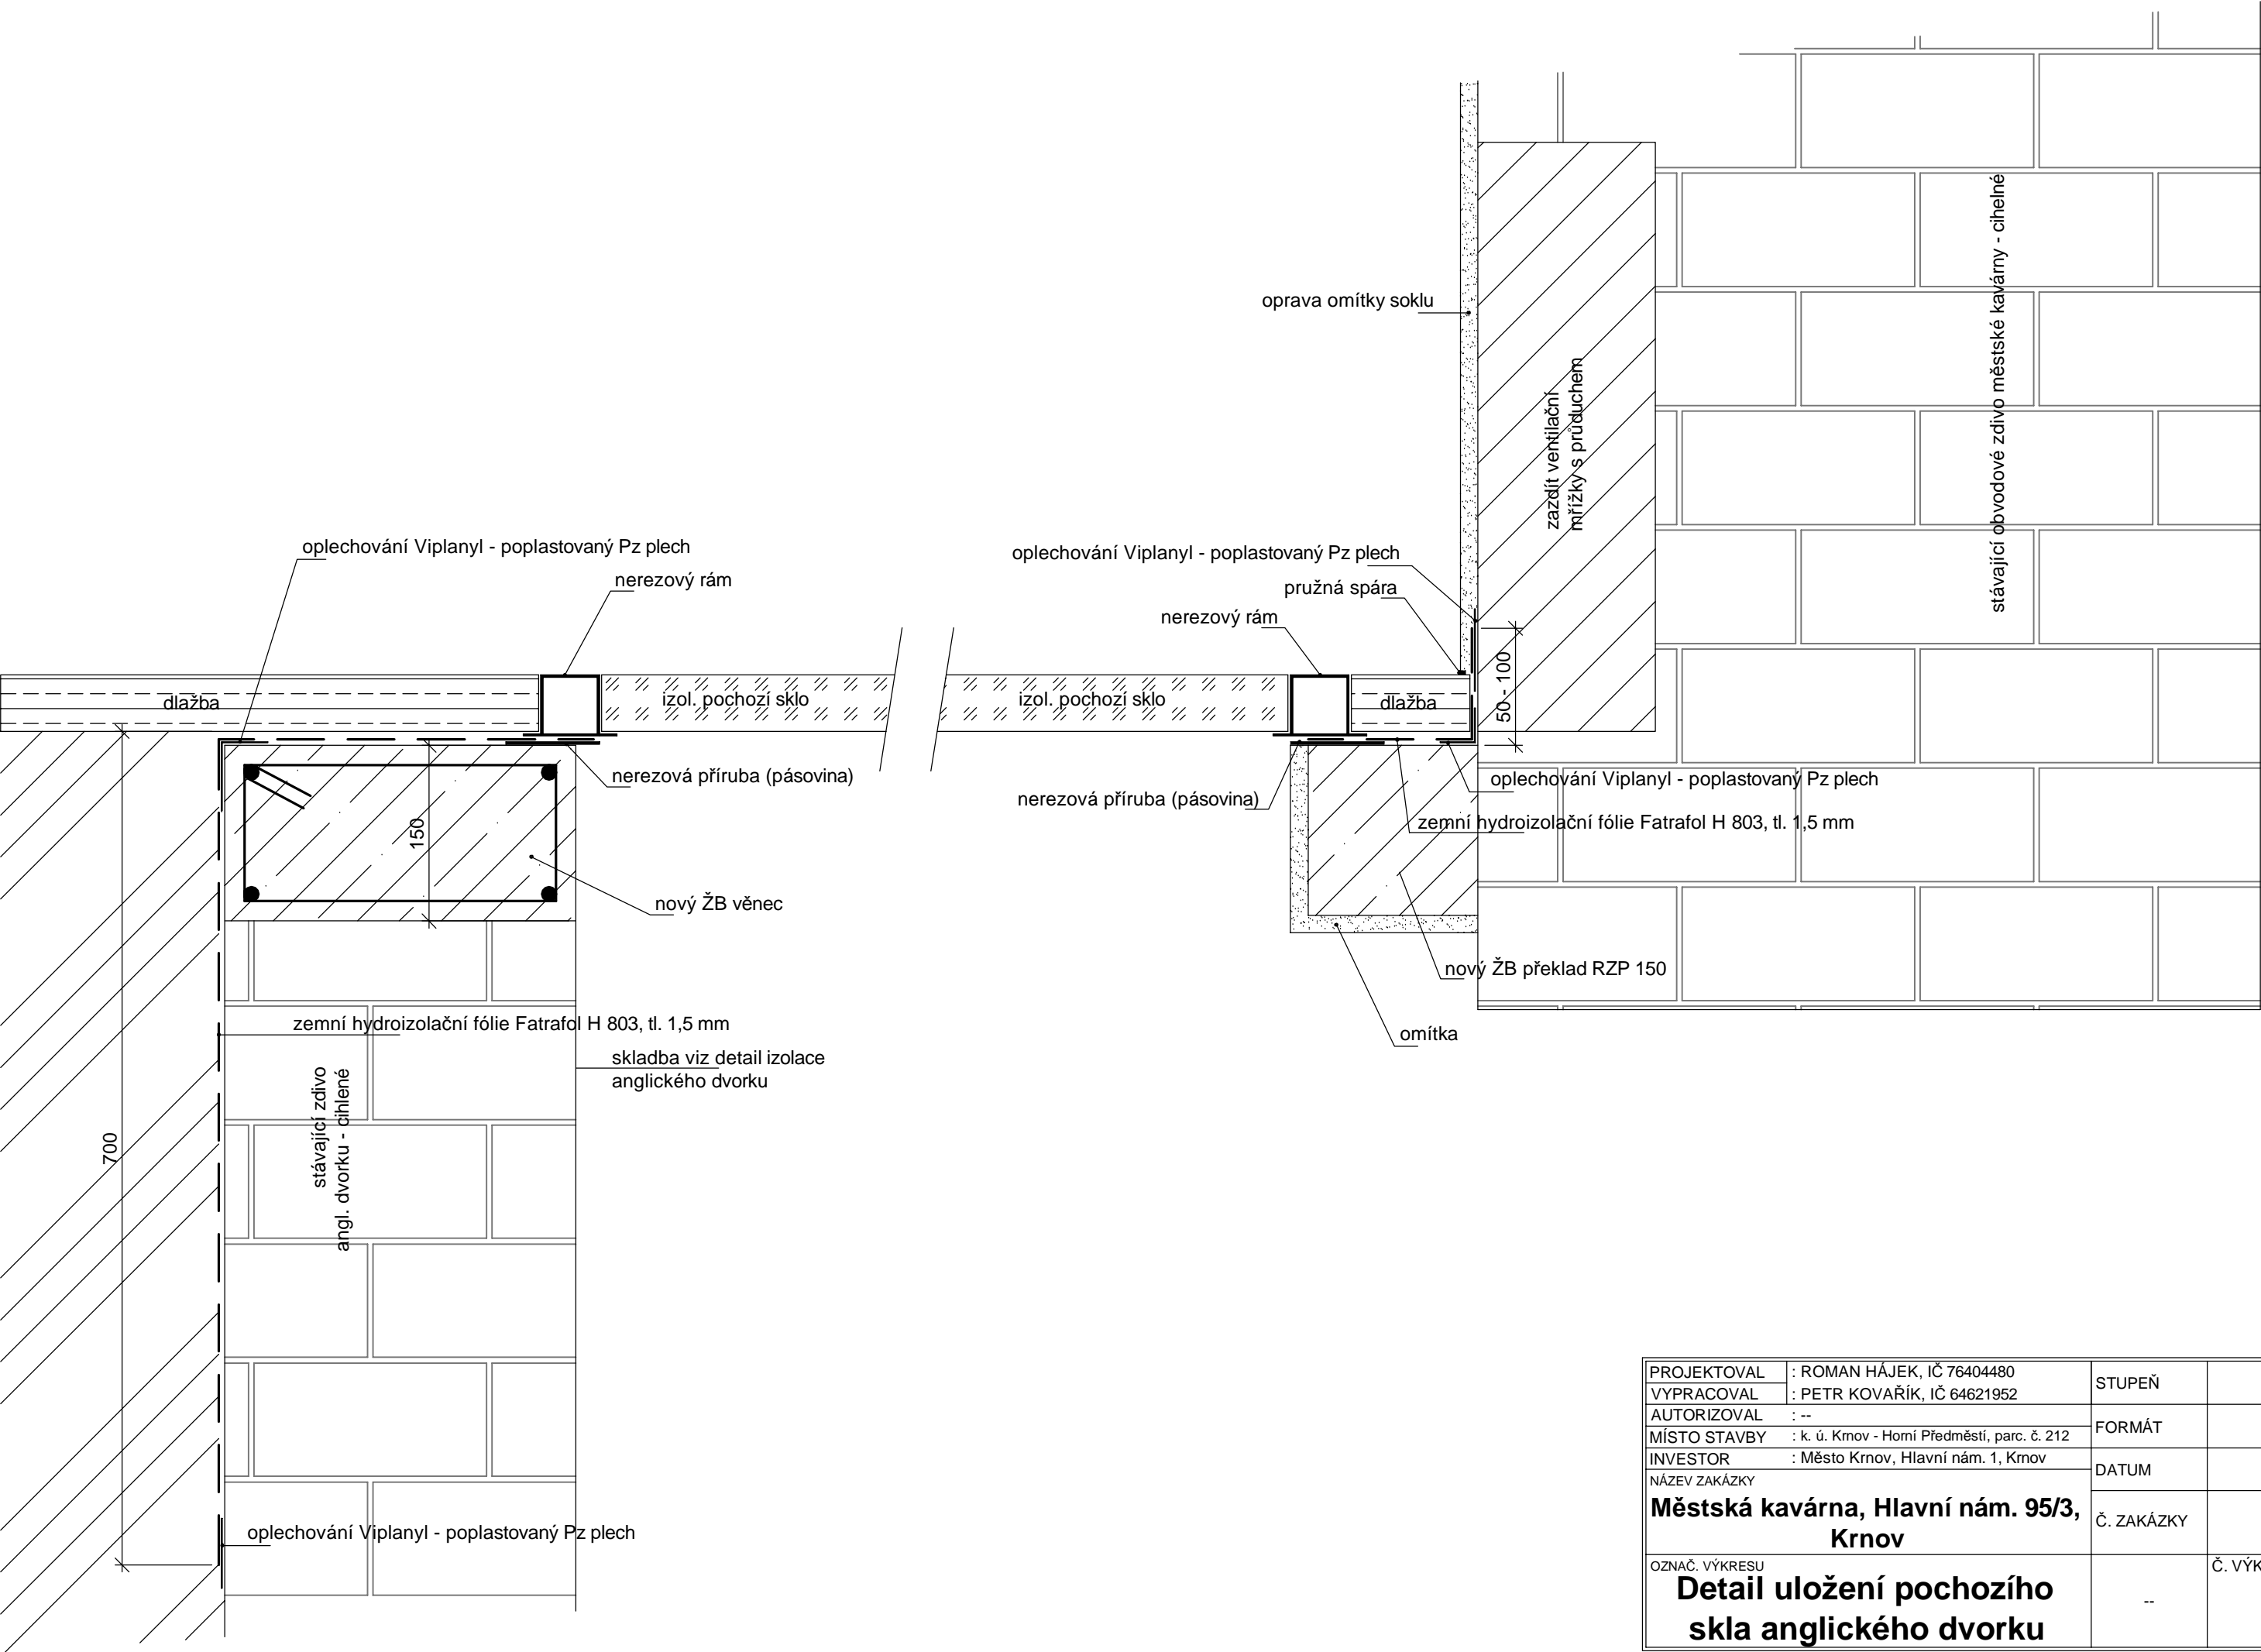 oprava omítky soklu
zazdít ventilační
mřížky s průduchem
stávající obvodové zdivo městské kavárny - cihelné
oplechování Viplanyl - poplastovaný Pz plech
nerezový rám
oplechování Viplanyl - poplastovaný Pz plech
pružná spára
nerezový rám
50 - 100
dlažba
izol. pochozí sklo
izol. pochozí sklo
dlažba
nerezová příruba (pásovina)
nerezová příruba (pásovina)
oplechování Viplanyl - poplastovaný Pz plech
zemní hydroizolační fólie Fatrafol H 803, tl. 1,5 mm
150
nový ŽB věnec
nový ŽB překlad RZP 150
omítka
zemní hydroizolační fólie Fatrafol H 803, tl. 1,5 mm
skladba viz detail izolace
anglického dvorku
700
stávající zdivo
angl. dvorku - cihlené
oplechování Viplanyl - poplastovaný Pz plech
PROJEKTOVAL : ROMAN HÁJEK, IČ 76404480
VYPRACOVAL : PETR KOVAŘÍK, IČ 64621952
STUPEŇ
AUTORIZOVAL : --
MÍSTO STAVBY : k. ú. Krnov - Horní Předměstí, parc. č. 212
FORMÁT
INVESTOR : Město Krnov, Hlavní nám. 1, Krnov
DATUM
NÁZEV ZAKÁZKY
Městská kavárna, Hlavní nám. 95/3,
Krnov
Č. ZAKÁZKY
OZNAČ. VÝKRESU
Detail uložení pochozího
skla anglického dvorku
--
Č. VÝK